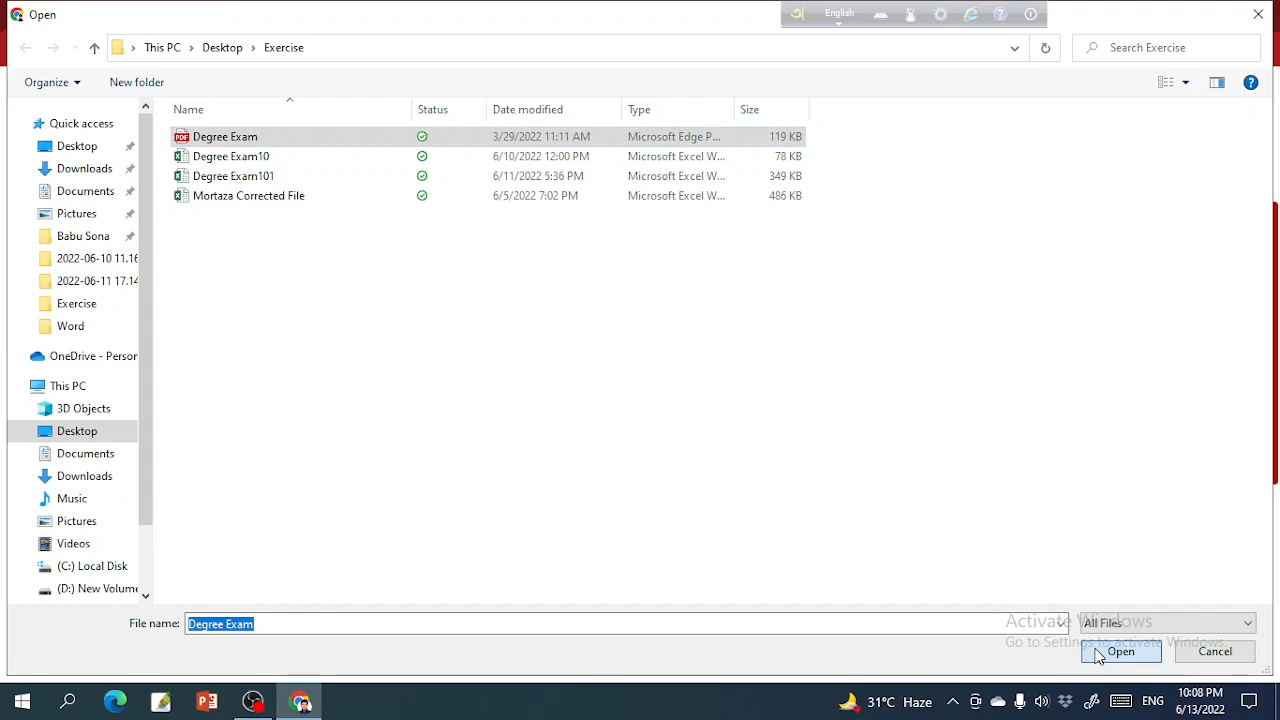 Open
অ English
This PC > Desktop > Exercise
Search Exercise
Organize
New folder
Name Status Date modified Type Size
Degree Exam 3/29/2022 11:11 AM Microsoft Edge P... 119 KB
Degree Exam10 6/10/2022 12:00 PM Microsoft Excel W... 78 KB
Degree Exam101 6/11/2022 5:36 PM Microsoft Excel W... 349 KB
Mortaza Corrected File 6/5/2022 7:02 PM Microsoft Excel W... 486 KB
Quick access
Desktop
Downloads
Documents
Pictures
Babu Sona
2022-06-10 11.16
2022-06-11 17.14
Exercise
Word
OneDrive - Person
This PC
3D Objects
Desktop
Documents
Downloads
Music
Pictures
Videos
(C:) Local Disk
(D:) New Volume
File name: Degree Exam
All Files
Activate Windows
Go to Settings to activate Windows.
Open
Cancel
31°C Haze
ENG
10:08 PM
6/13/2022